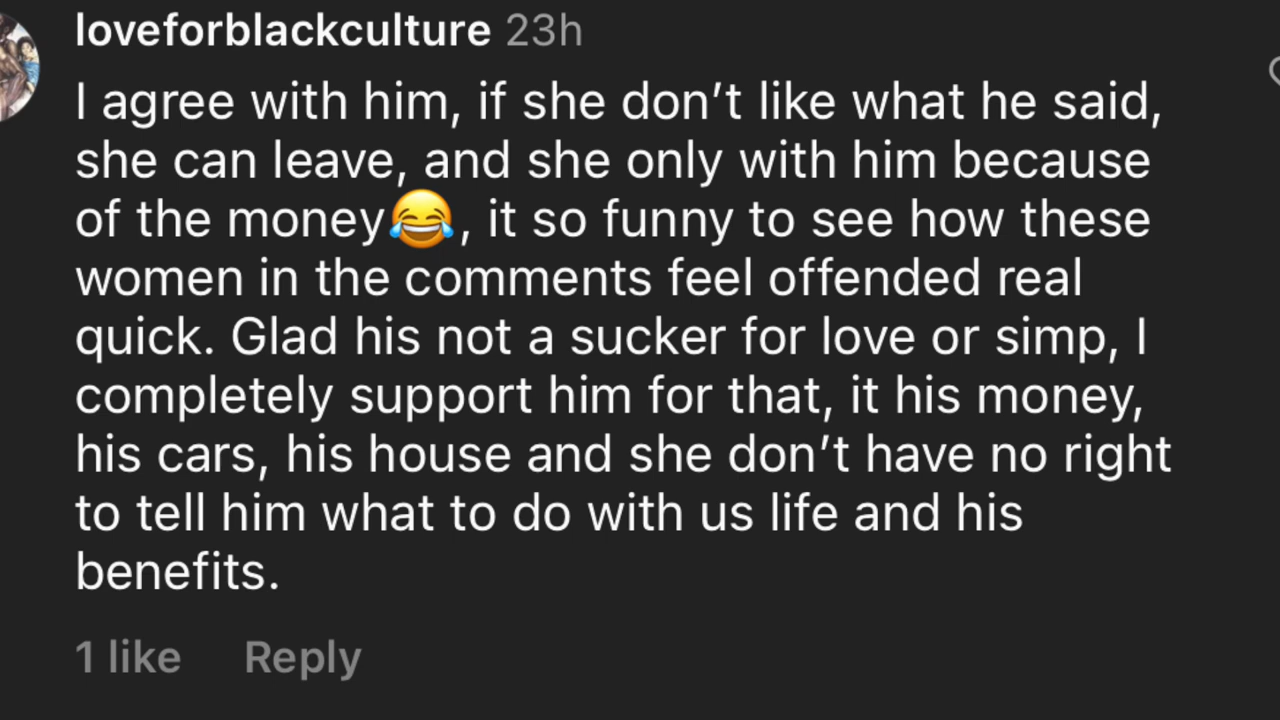 loveforblackculture 23h
I agree with him, if she don’t like what he said,
she can leave, and she only with him because
of the money😂, it so funny to see how these
women in the comments feel offended real
quick. Glad his not a sucker for love or simp, I
completely support him for that, it his money,
his cars, his house and she don’t have no right
to tell him what to do with us life and his
benefits.
1 like Reply